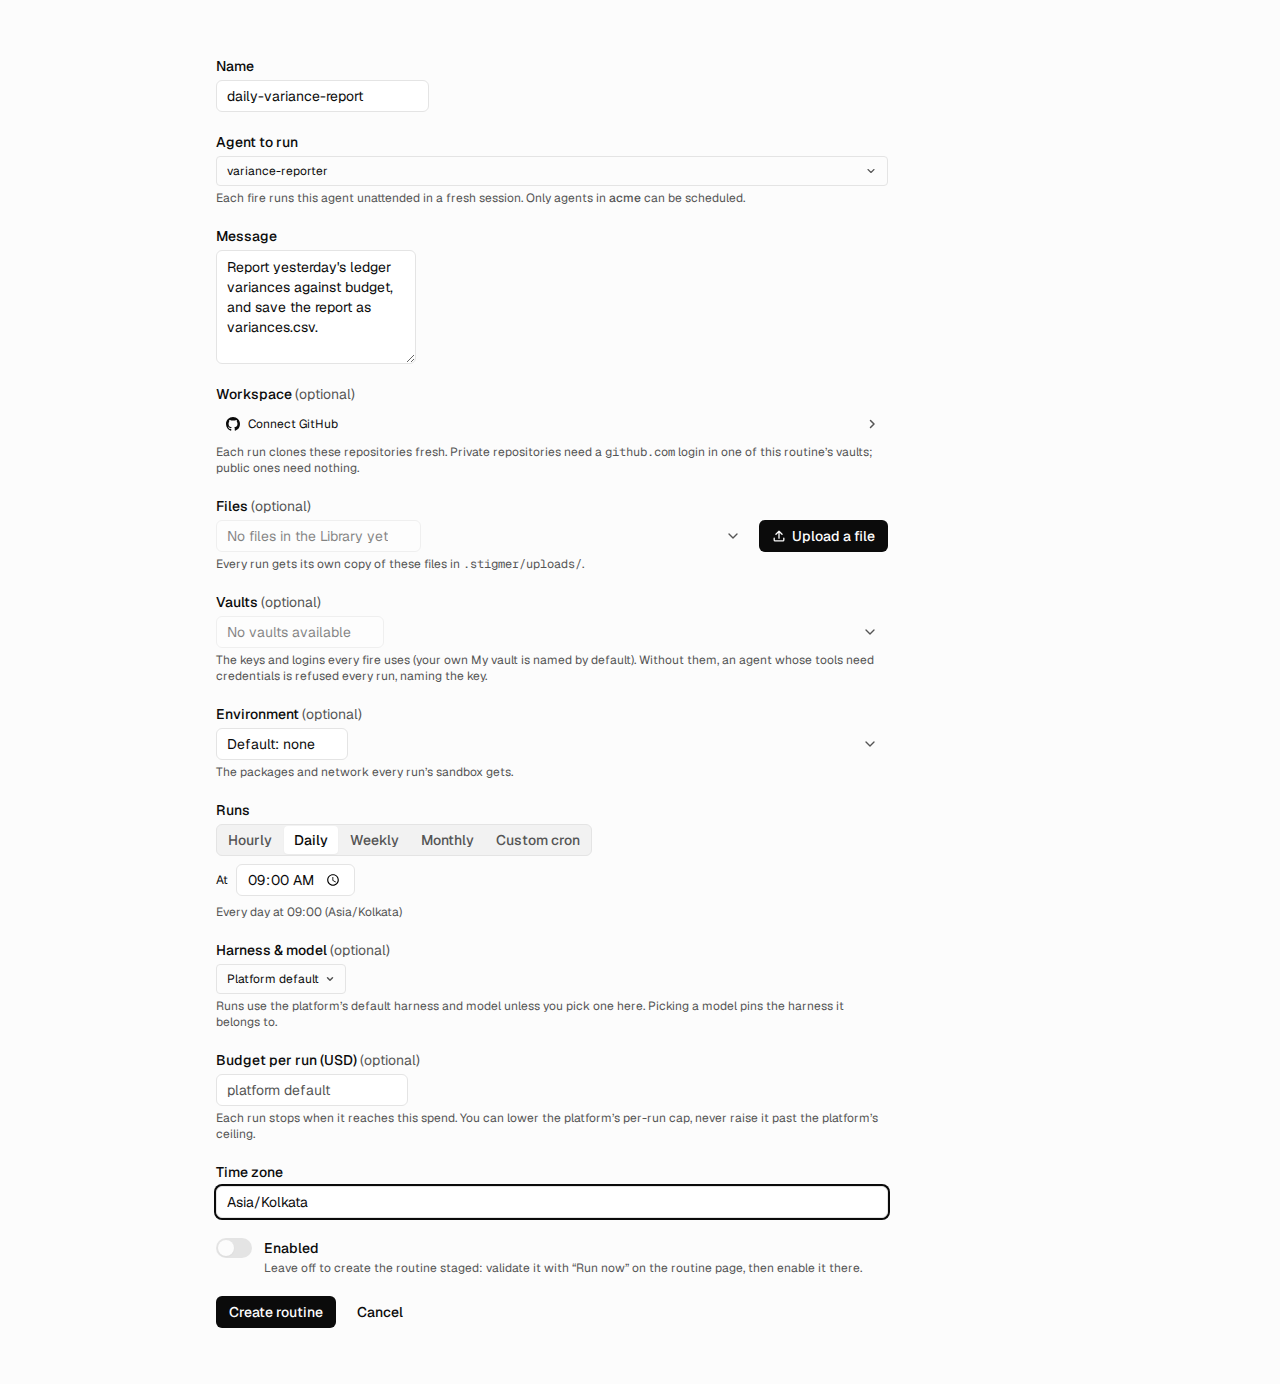 Name
daily-variance-report
Agent to run
variance-reporter
Each fire runs this agent unattended in a fresh session. Only agents in acme can be scheduled.
Message
Report yesterday's ledger
variances against budget,
and save the report as
variances.csv.
Workspace (optional)
Connect GitHub
Each run clones these repositories fresh. Private repositories need a github.com login in one of this routine's vaults;
public ones need nothing.
Files (optional)
No files in the Library yet
Upload a file
Every run gets its own copy of these files in .stigmer/uploads/.
Vaults (optional)
No vaults available
The keys and logins every fire uses (your own My vault is named by default). Without them, an agent whose tools need
credentials is refused every run, naming the key.
Environment (optional)
Default: none
The packages and network every run's sandbox gets.
Runs
Hourly Daily Weekly Monthly Custom cron
At 09:00 AM
Every day at 09:00 (Asia/Kolkata)
Harness & model (optional)
Platform default
Runs use the platform's default harness and model unless you pick one here. Picking a model pins the harness it
belongs to.
Budget per run (USD) (optional)
platform default
Each run stops when it reaches this spend. You can lower the platform's per-run cap, never raise it past the platform's
ceiling.
Time zone
Asia/Kolkata
Enabled
Leave off to create the routine staged: validate it with “Run now” on the routine page, then enable it there.
Create routine Cancel